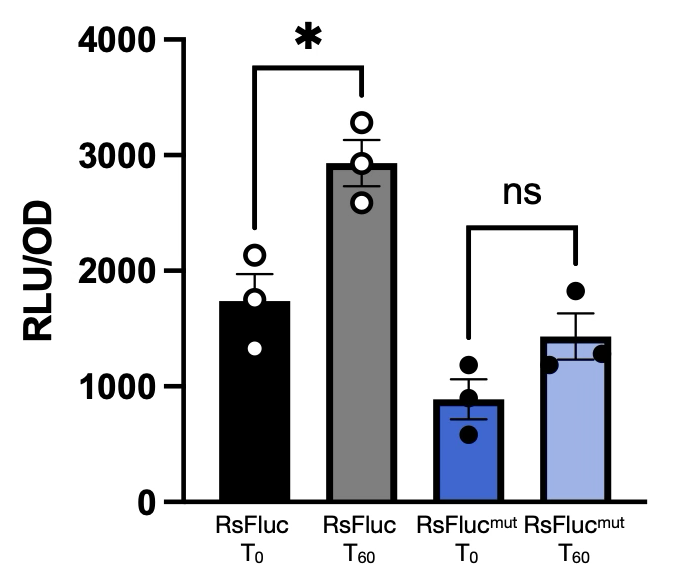 4000
*
3000
ns
2000
RLU/OD
1000
0
RsFluc RsFluc RsFlucᵐᵘᵗ RsFlucᵐᵘᵗ
T₀ T₆₀ T₀ T₆₀